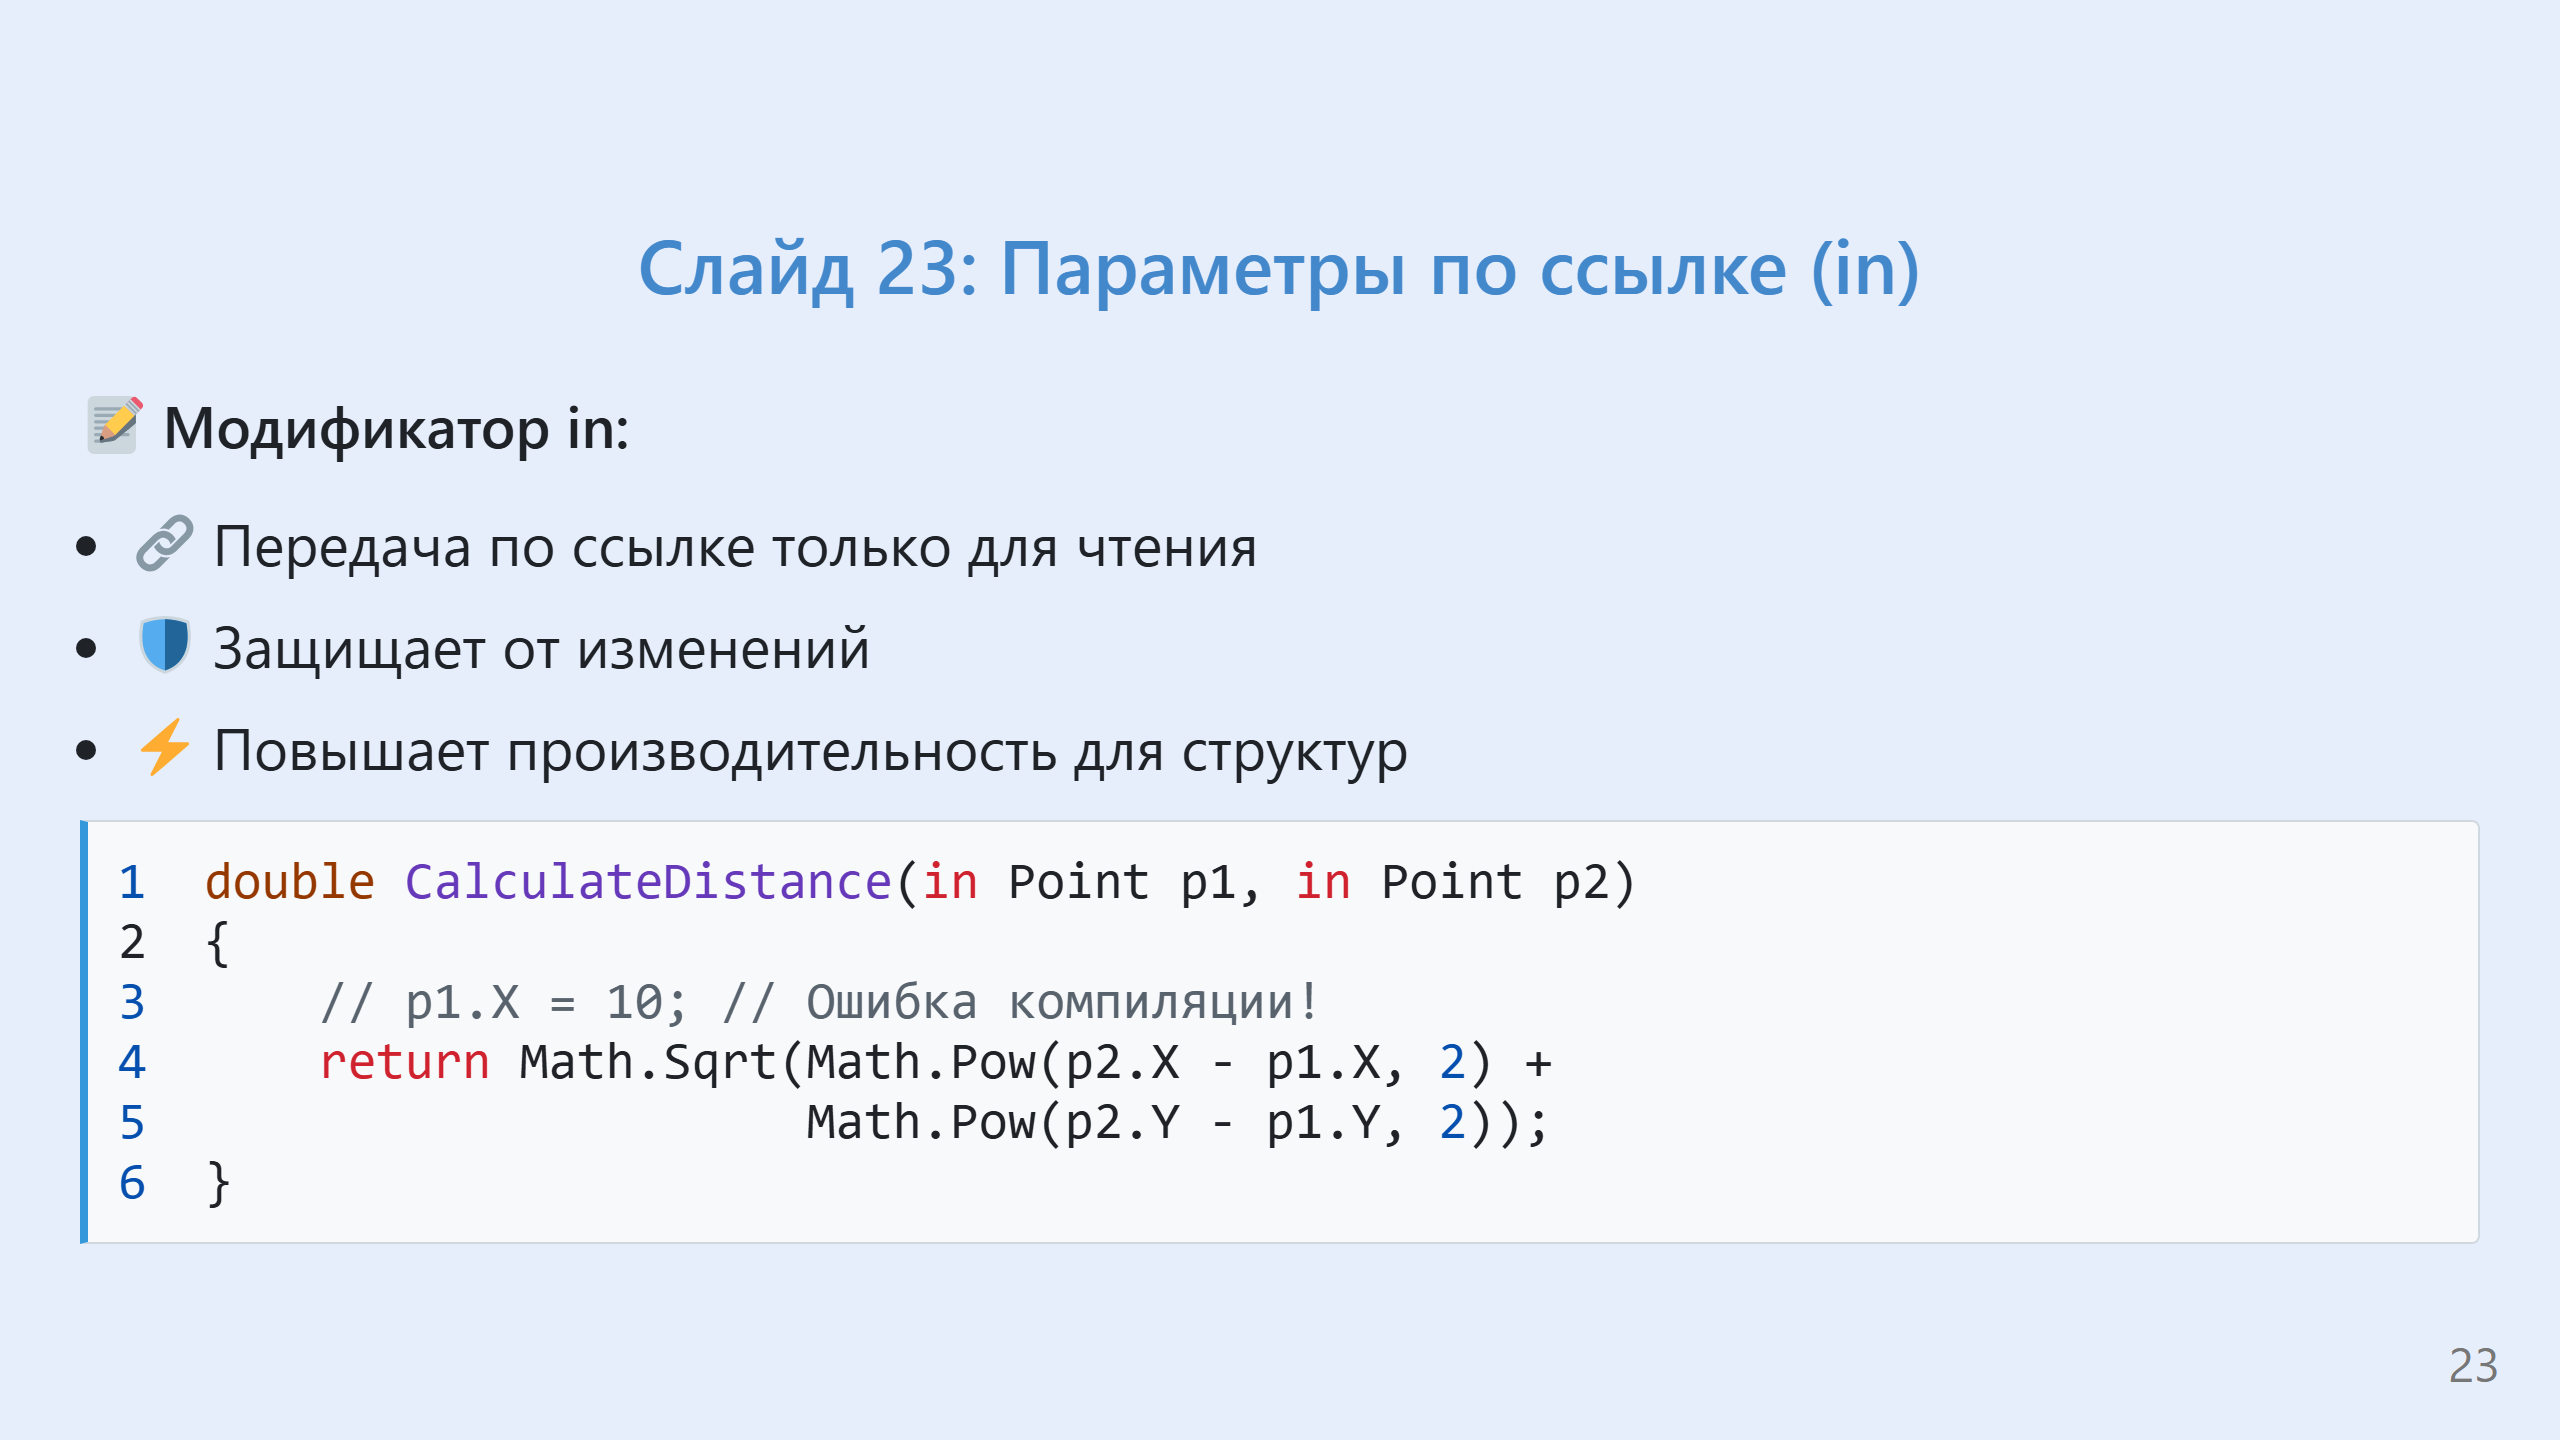 Слайд 23: Параметры по ссылке (in)
📝 Модификатор in:
• 🔗 Передача по ссылке только для чтения
• 🛡️ Защищает от изменений
• ⚡ Повышает производительность для структур
1  double CalculateDistance(in Point p1, in Point p2)
2  {
3      // p1.X = 10; // Ошибка компиляции!
4      return Math.Sqrt(Math.Pow(p2.X - p1.X, 2) +
5                       Math.Pow(p2.Y - p1.Y, 2));
6  }
23